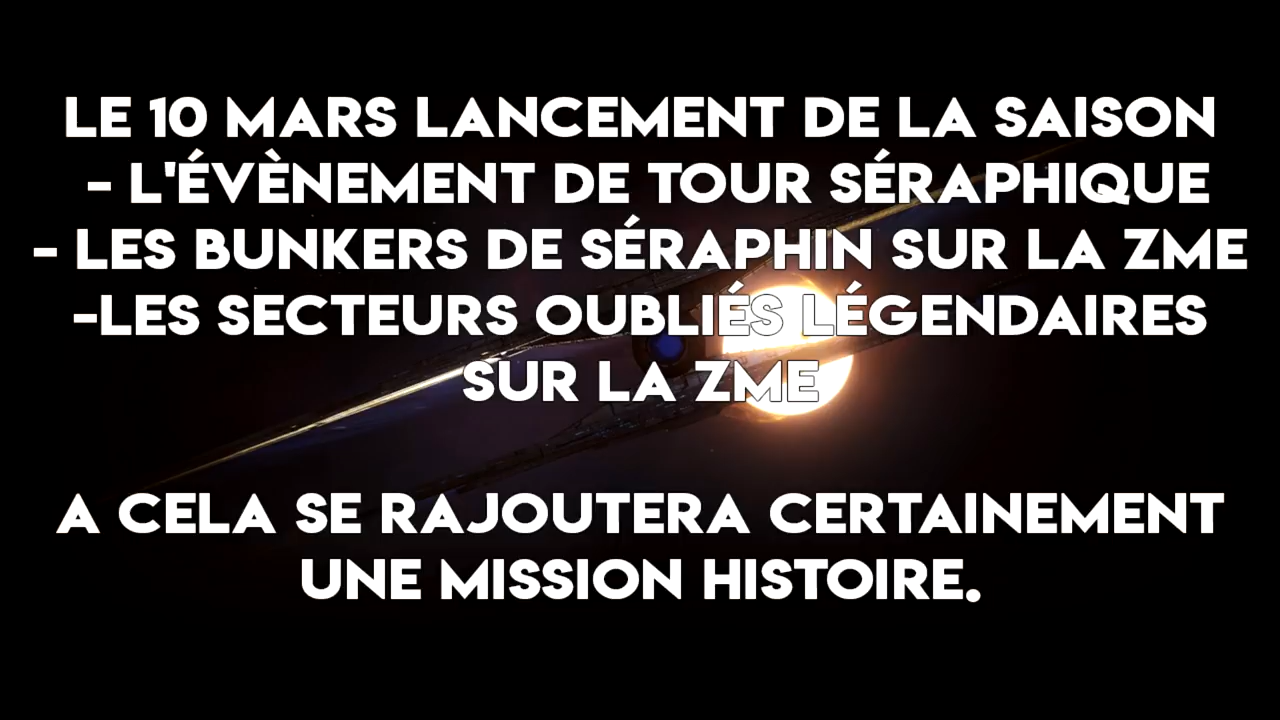 LE 10 MARS LANCEMENT DE LA SAISON
- L'ÉVÈNEMENT DE TOUR SÉRAPHIQUE
- LES BUNKERS DE SÉRAPHIN SUR LA ZME
-LES SECTEURS OUBLIÉS LÉGENDAIRES
SUR LA ZME
A CELA SE RAJOUTERA CERTAINEMENT
UNE MISSION HISTOIRE.